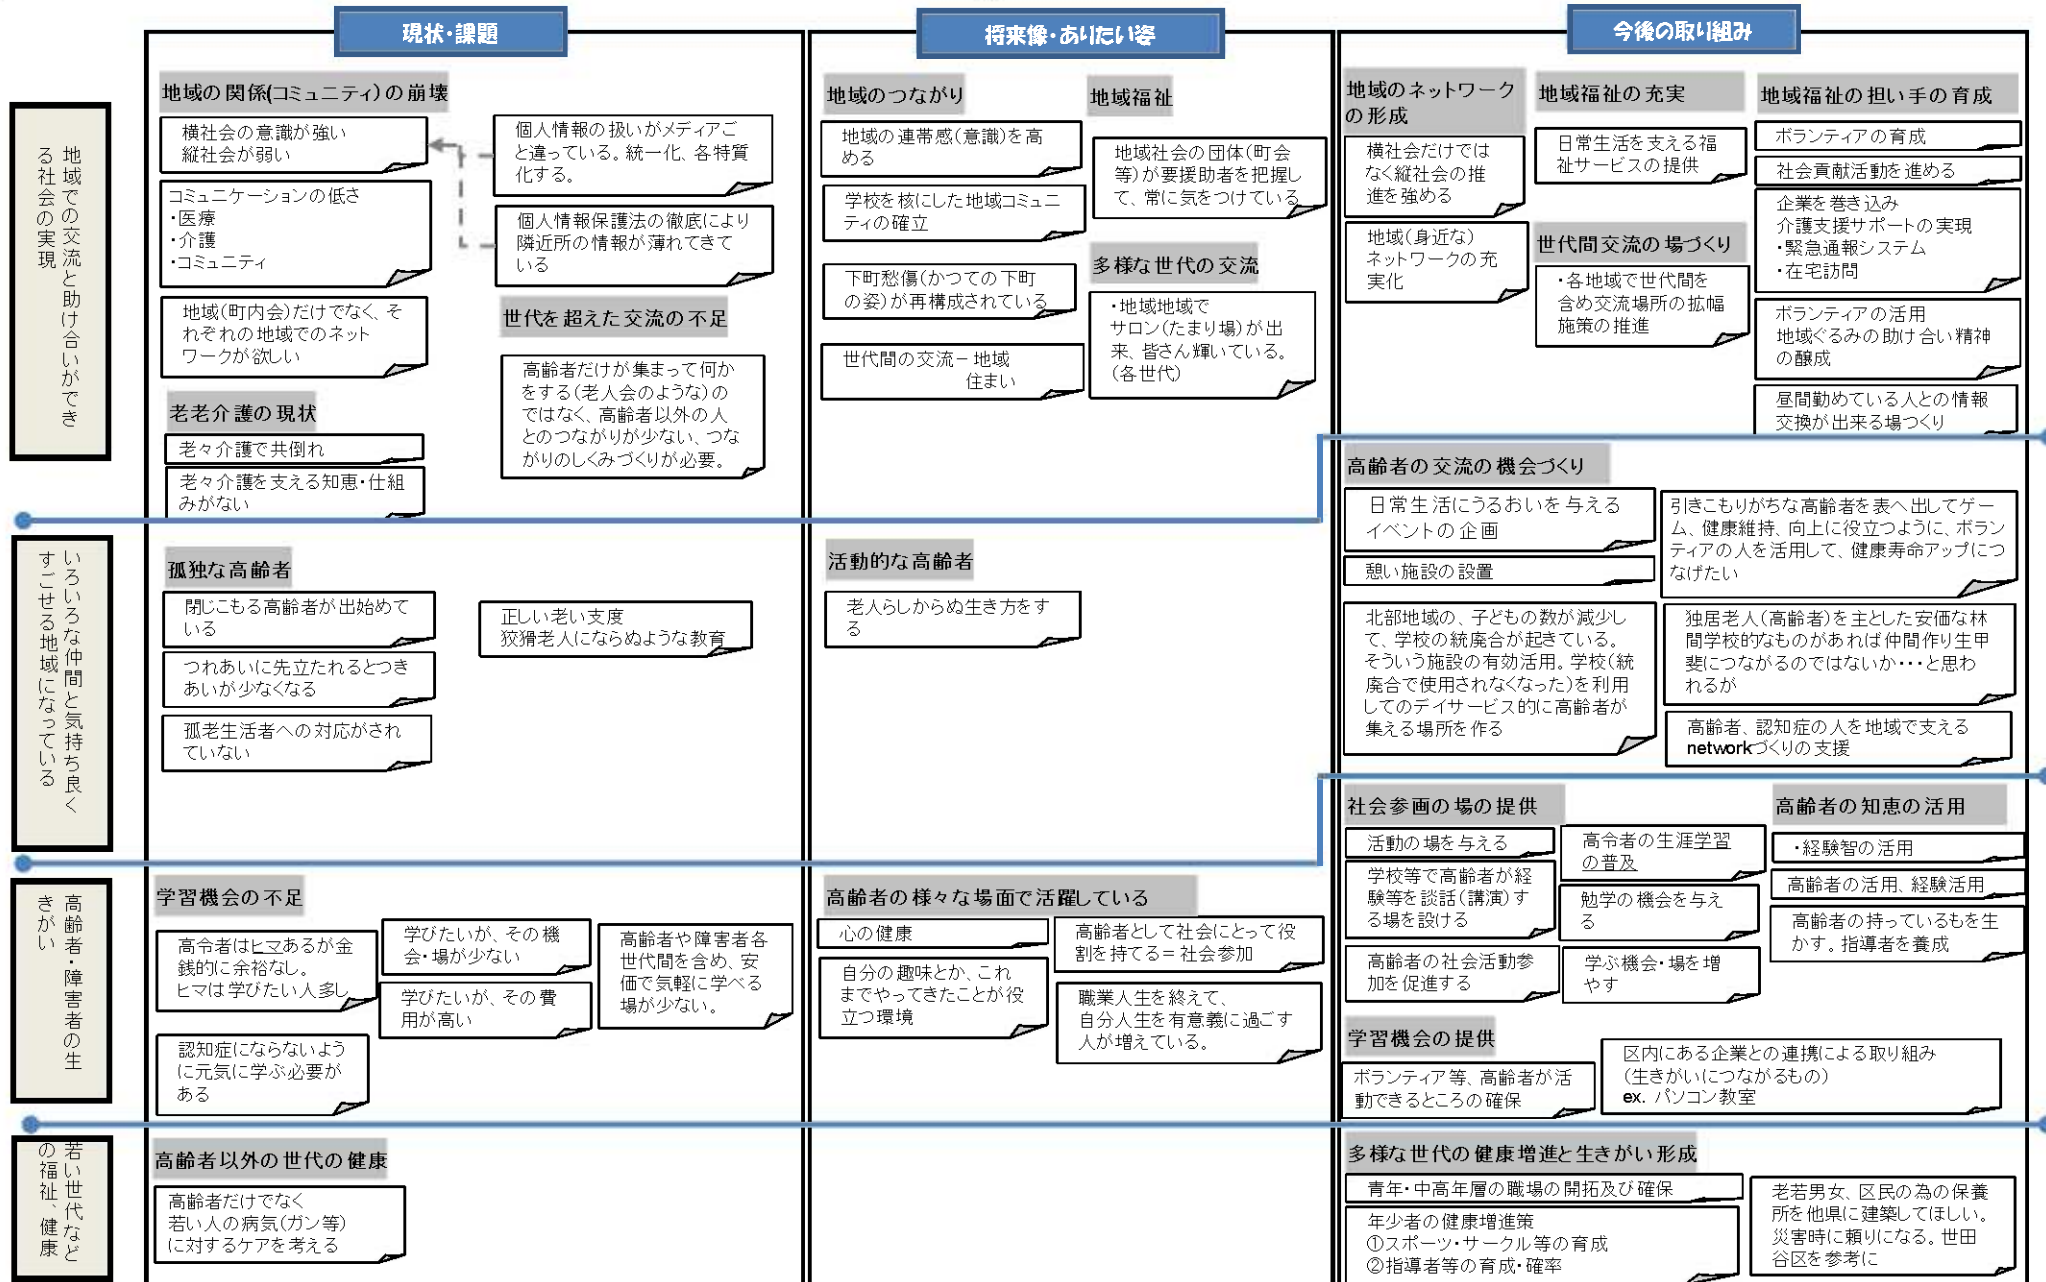 現状・課題
将来像・ありたい姿
今後の取り組み
地域での交流と助け合いができ
る社会の実現
地域の関係(コミュニティ)の崩壊
横社会の意識が強い
縦社会が弱い
個人情報の扱いがメディアご
と違っている。統一化、各特質
化する。
コミュニケーションの低さ
・医療
・介護
・コミュニティ
個人情報保護法の徹底により
隣近所の情報が薄れてきて
いる
地域(町内会)だけでなく、そ
れぞれの地域でのネット
ワークが欲しい
世代を超えた交流の不足
高齢者だけが集まって何か
をする(老人会のような)の
ではなく、高齢者以外の人
とのつながりが少ない、つな
がりのしくみづくりが必要。
老老介護の現状
老々介護で共倒れ
老々介護を支える知恵・仕組
みがない
地域のつながり
地域の連帯感(意識)を高
める
学校を核にした地域コミュニ
ティの確立
下町愁傷(かつての下町
の姿)が再構成されている
世代間の交流－地域
住まい
地域福祉
地域社会の団体(町会
等)が要援助者を把握し
て、常に気をつけている
多様な世代の交流
・地域地域で
サロン(たまり場)が出
来、皆さん輝いている。
(各世代)
地域のネットワーク
の形成
横社会だけでは
なく縦社会の推
進を強める
地域(身近な)
ネットワークの充
実化
地域福祉の充実
日常生活を支える福
祉サービスの提供
世代間交流の場づくり
・各地域で世代間を
含め交流場所の拡幅
施策の推進
地域福祉の担い手の育成
ボランティアの育成
社会貢献活動を進める
企業を巻き込み
介護支援サポートの実現
・緊急通報システム
・在宅訪問
ボランティアの活用
地域ぐるみの助け合い精神
の醸成
昼間勤めている人との情報
交換が出来る場つくり
いろいろな仲間と気持ち良く
すごせる地域になっている
孤独な高齢者
閉じこもる高齢者が出始めて
いる
つれあいに先立たれるとつき
あいが少なくなる
孤老生活者への対応がされ
ていない
正しい老い支度
狡猾老人にならぬような教育
活動的な高齢者
老人らしからぬ生き方をす
る
高齢者の交流の機会づくり
日常生活にうるおいを与える
イベントの企画
憩い施設の設置
北部地域の、子どもの数が減少し
て、学校の統廃合が起きている。
そういう施設の有効活用。学校(統
廃合で使用されなくなった)を利用
してのデイサービス的に高齢者が
集える場所を作る
引きこもりがちな高齢者を表へ出してゲー
ム、健康維持、向上に役立つように、ボラン
ティアの人を活用して、健康寿命アップにつ
なげたい
独居老人(高齢者)を主とした安価な林
間学校的なものがあれば仲間作り生甲
斐につながるのではないか・・・と思わ
れるが
高齢者、認知症の人を地域で支える
networkづくりの支援
高齢者・障害者の生
きがい
学習機会の不足
高令者はヒマあるが金
銭的に余裕なし。
ヒマは学びたい人多し
学びたいが、その機
会・場が少ない
学びたいが、その費
用が高い
高齢者や障害者各
世代間を含め、安
価で気軽に学べる
場が少ない。
認知症にならないよう
に元気に学ぶ必要が
ある
高齢者の様々な場面で活躍している
心の健康
自分の趣味とか、これ
までやってきたことが役
立つ環境
高齢者として社会にとって役
割を持てる＝社会参加
職業人生を終えて、
自分人生を有意義に過ごす
人が増えている。
社会参画の場の提供
活動の場を与える
学校等で高齢者が経
験等を談話(講演)す
る場を設ける
高齢者の社会活動参
加を促進する
高令者の生涯学習
の普及
勉学の機会を与え
る
学ぶ機会・場を増
やす
高齢者の知恵の活用
・経験智の活用
高齢者の活用、経験活用
高齢者の持っているもを生
かす。指導者を養成
学習機会の提供
ボランティア等、高齢者が活
動できるところの確保
区内にある企業との連携による取り組み
(生きがいにつながるもの)
ex. パソコン教室
若い世代など
の福祉、健康
高齢者以外の世代の健康
高齢者だけでなく
若い人の病気(ガン等)
に対するケアを考える
多様な世代の健康増進と生きがい形成
青年・中高年層の職場の開拓及び確保
年少者の健康増進策
①スポーツ・サークル等の育成
②指導者等の育成・確率
老若男女、区民の為の保養
所を他県に建築してほしい。
災害時に頼りになる。世田
谷区を参考に